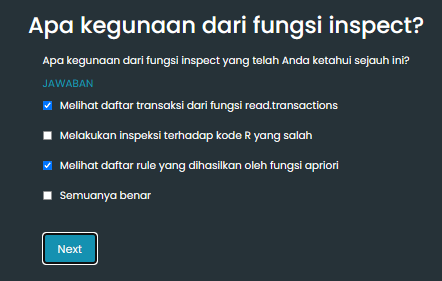 Apa kegunaan dari fungsi inspect?
Apa kegunaan dari fungsi inspect yang telah Anda ketahui sejauh ini?
JAWABAN
Melihat daftar transaksi dari fungsi read.transactions
Melakukan inspeksi terhadap kode R yang salah
Melihat daftar rule yang dihasilkan oleh fungsi apriori
Semuanya benar
Next